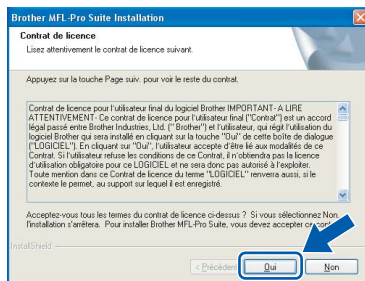 Brother MFL-Pro Suite Installation
Contrat de licence
Lisez attentivement le contrat de licence suivant.
Appuyez sur la touche Page suiv. pour voir le reste du contrat.
Contrat de licence pour l'utilisateur final du logiciel Brother IMPORTANT- A LIRE
ATTENTIVEMENT- Ce contrat de licence pour l'utilisateur final ("Contrat") est un accord
légal passé entre Brother Industries, Ltd. (" Brother") et l'utilisateur, qui régit l'utilisation du
logiciel Brother qui sera installé en cliquant sur la touche "Oui" de cette boîte de dialogue
("LOGICIEL"). En cliquant sur "Oui", l'utilisateur accepte d'être lié aux modalités de ce
Contrat. Si l'utilisateur refuse les conditions de ce Contrat, il n'obtiendra pas la licence
d'utilisation obligatoire pour ce LOGICIEL et ne sera donc pas autorisé à l'exploiter.
Toute mention dans ce Contrat de licence du terme "LOGICIEL" renverra aussi, si le
contexte le permet, au support sur lequel il est enregistré.
Acceptez-vous tous les termes du contrat de licence ci-dessus ? Si vous sélectionnez Non,
l'installation s'arrêtera. Pour installer Brother MFL-Pro Suite, vous devez accepter ce
InstallShield
< Précédent
Oui
Non